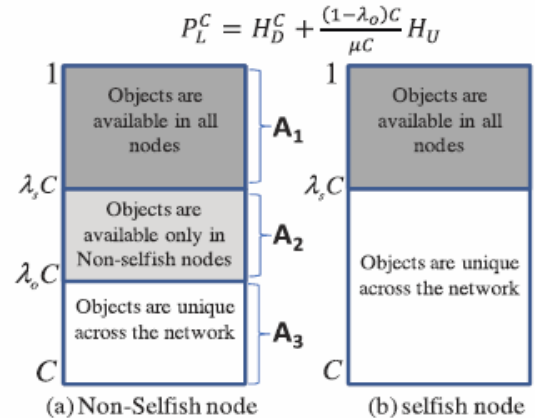 P_L^C = H_D^C + (1-λ_o)C / μC H_U
1
Objects are
available in all
nodes
A₁
λ_sC
Objects are
available only in
Non-selfish nodes
A₂
λ_oC
Objects are unique
across the network
A₃
C
(a) Non-Selfish node
1
Objects are
available in all
nodes
λ_sC
Objects are unique
across the network
C
(b) selfish node